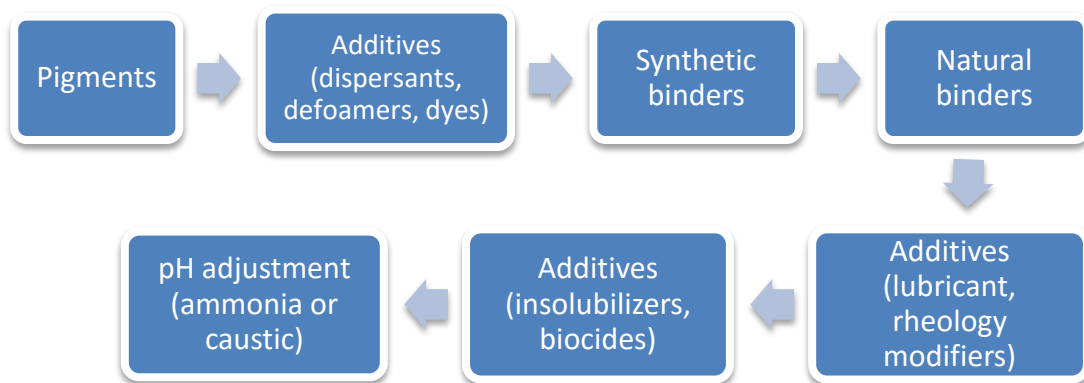 Pigments
Additives
(dispersants,
defoamers, dyes)
Synthetic
binders
Natural
binders
Additives
(lubricant,
rheology
modifiers)
Additives
(insolubilizers,
biocides)
pH adjustment
(ammonia or
caustic)